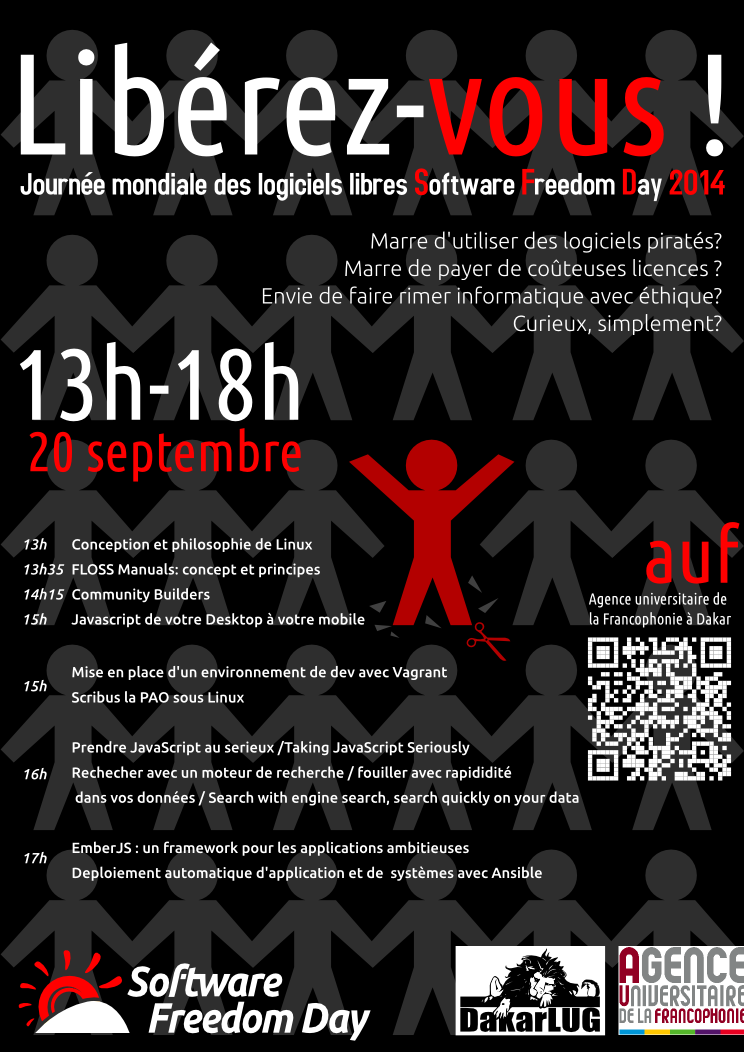 Libérez-vous !
Journée mondiale des logiciels libres Software Freedom Day 2014
Marre d'utiliser des logiciels piratés?
Marre de payer de coûteuses licences ?
Envie de faire rimer informatique avec éthique?
Curieux, simplement?
13h-18h
20 septembre
13h Conception et philosophie de Linux
13h35 FLOSS Manuals: concept et principes
14h15 Community Builders
15h Javascript de votre Desktop à votre mobile
auf
Agence universitaire de
la Francophonie à Dakar
15h
Mise en place d'un environnement de dev avec Vagrant
Scribus la PAO sous Linux
16h
Prendre JavaScript au serieux /Taking JavaScript Seriously
Rechecher avec un moteur de recherche / fouiller avec rapididité
dans vos données / Search with engine search, search quickly on your data
17h
EmberJS : un framework pour les applications ambitieuses
Deploiement automatique d'application et de systèmes avec Ansible
Software
Freedom Day
DakarLUG
AGENCE
UNIVERSITAIRE
DE LA FRANCOPHONIE